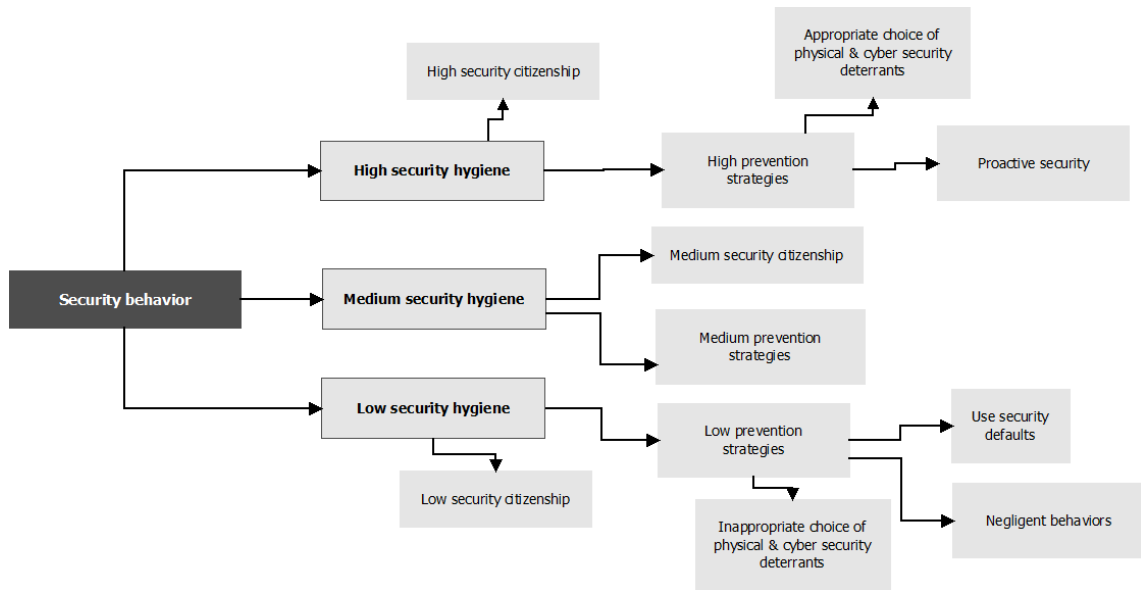 Appropriate choice of
physical & cyber security
deterrants
High security citizenship
High security hygiene
High prevention
strategies
Proactive security
Medium security citizenship
Security behavior
Medium security hygiene
Medium prevention
strategies
Low security hygiene
Low prevention
strategies
Use security
defaults
Low security citizenship
Inappropriate choice of
physical & cyber security
deterrants
Negligent behaviors